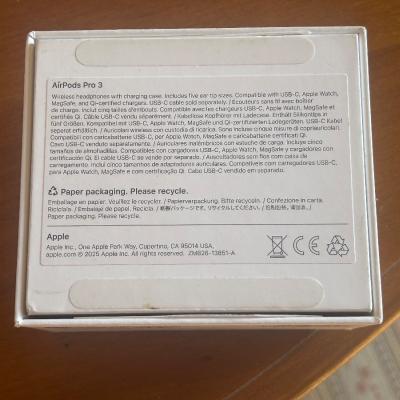 AirPods Pro 3
Wireless headphones with charging case. Includes five ear tip sizes. Compatible with USB-C, Apple Watch,
MagSafe, and Qi-certified chargers. USB-C cable sold separately. / Écouteurs sans fil avec boîtier
de charge. Inclut cinq tailles d'embouts. Compatibles avec chargeurs USB-C, Apple Watch, MagSafe et
certifiés Qi. Câble USB-C vendu séparément. / Kabellose Kopfhörer mit Ladecase. Enthält Silikontips in
fünf Größen. Kompatibel mit USB-C, Apple Watch, MagSafe und Qi-zertifizierten Ladegeräten. USB-C Kabel
separat erhältlich. / Auricolari wireless con custodia di ricarica. Sono incluse cinque misure di copriauricolari.
Compatibili con caricabatterie USB-C, per Apple Watch, MagSafe e caricabatterie certificati Qi.
Cavo USB-C venduto separatamente. / Auriculares inalámbricos con estuche de carga. Incluye cinco
tamaños de almohadillas. Compatible con cargadores USB-C, Apple Watch, MagSafe y cargadores con
certificación Qi. El cable USB-C se vende por separado. / Auscultadores sem fios com caixa de
carregamento. Inclui cinco tamanhos de adaptadores auriculares. Compatíveis com carregadores USB-C,
para Apple Watch, MagSafe e com certificação Qi. Cabo USB-C vendido em separado.
Paper packaging. Please recycle.
Emballage en papier. Veuillez le recycler. / Papierverpackung. Bitte recyceln. / Confezione in carta.
Riciclala. / Embalaje de papel. Recicla. / Embalagem de papel. Recicle. /
Paper packaging. Please recycle.
Apple
Apple Inc., One Apple Park Way, Cupertino, CA 95014 USA.
apple.com © 2025 Apple Inc. All rights reserved. ZM826-13851-A
CE